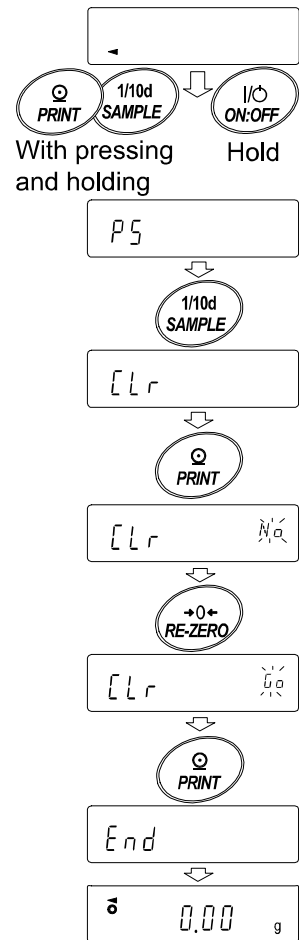 1/10d I/
PRINT SAMPLE ON:OFF
With pressing Hold
and holding
PS
1/10d
SAMPLE
CLr
PRINT
CLr No
→0←
RE-ZERO
CLr Go
PRINT
End
0.00 g